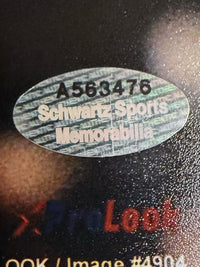 A563476
Schwartz Sports
Memorabilia
ProLook
OOK / Image #4904